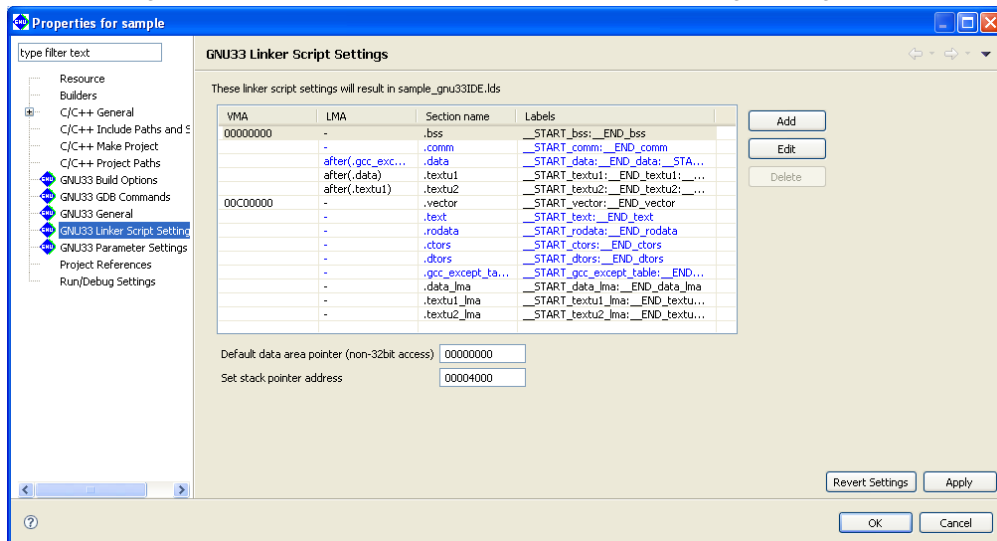 Properties for sample
type filter text
GNU33 Linker Script Settings
Resource
Builders
C/C++ General
C/C++ Include Paths and S
C/C++ Make Project
C/C++ Project Paths
GNU33 Build Options
GNU33 GDB Commands
GNU33 General
GNU33 Linker Script Setting
GNU33 Parameter Settings
Project References
Run/Debug Settings
These linker script settings will result in sample_gnu33IDE.lds
VMA LMA Section name Labels
00000000 - .bss __START_bss:__END_bss
- .comm __START_comm:__END_comm
after(.gcc_exc... .data __START_data:__END_data:__STA...
after(.data) .textu1 __START_textu1:__END_textu1:__...
after(.textu1) .textu2 __START_textu2:__END_textu2:__...
00C00000 - .vector __START_vector:__END_vector
- .text __START_text:__END_text
- .rodata __START_rodata:__END_rodata
- .ctors __START_ctors:__END_ctors
- .dtors __START_dtors:__END_dtors
- .gcc_except_ta... __START_gcc_except_table:__END...
- .data_lma __START_data_lma:__END_data_lma
- .textu1_lma __START_textu1_lma:__END_textu...
- .textu2_lma __START_textu2_lma:__END_textu...
Add
Edit
Delete
Default data area pointer (non-32bit access) 00000000
Set stack pointer address 00004000
Revert Settings Apply
OK Cancel